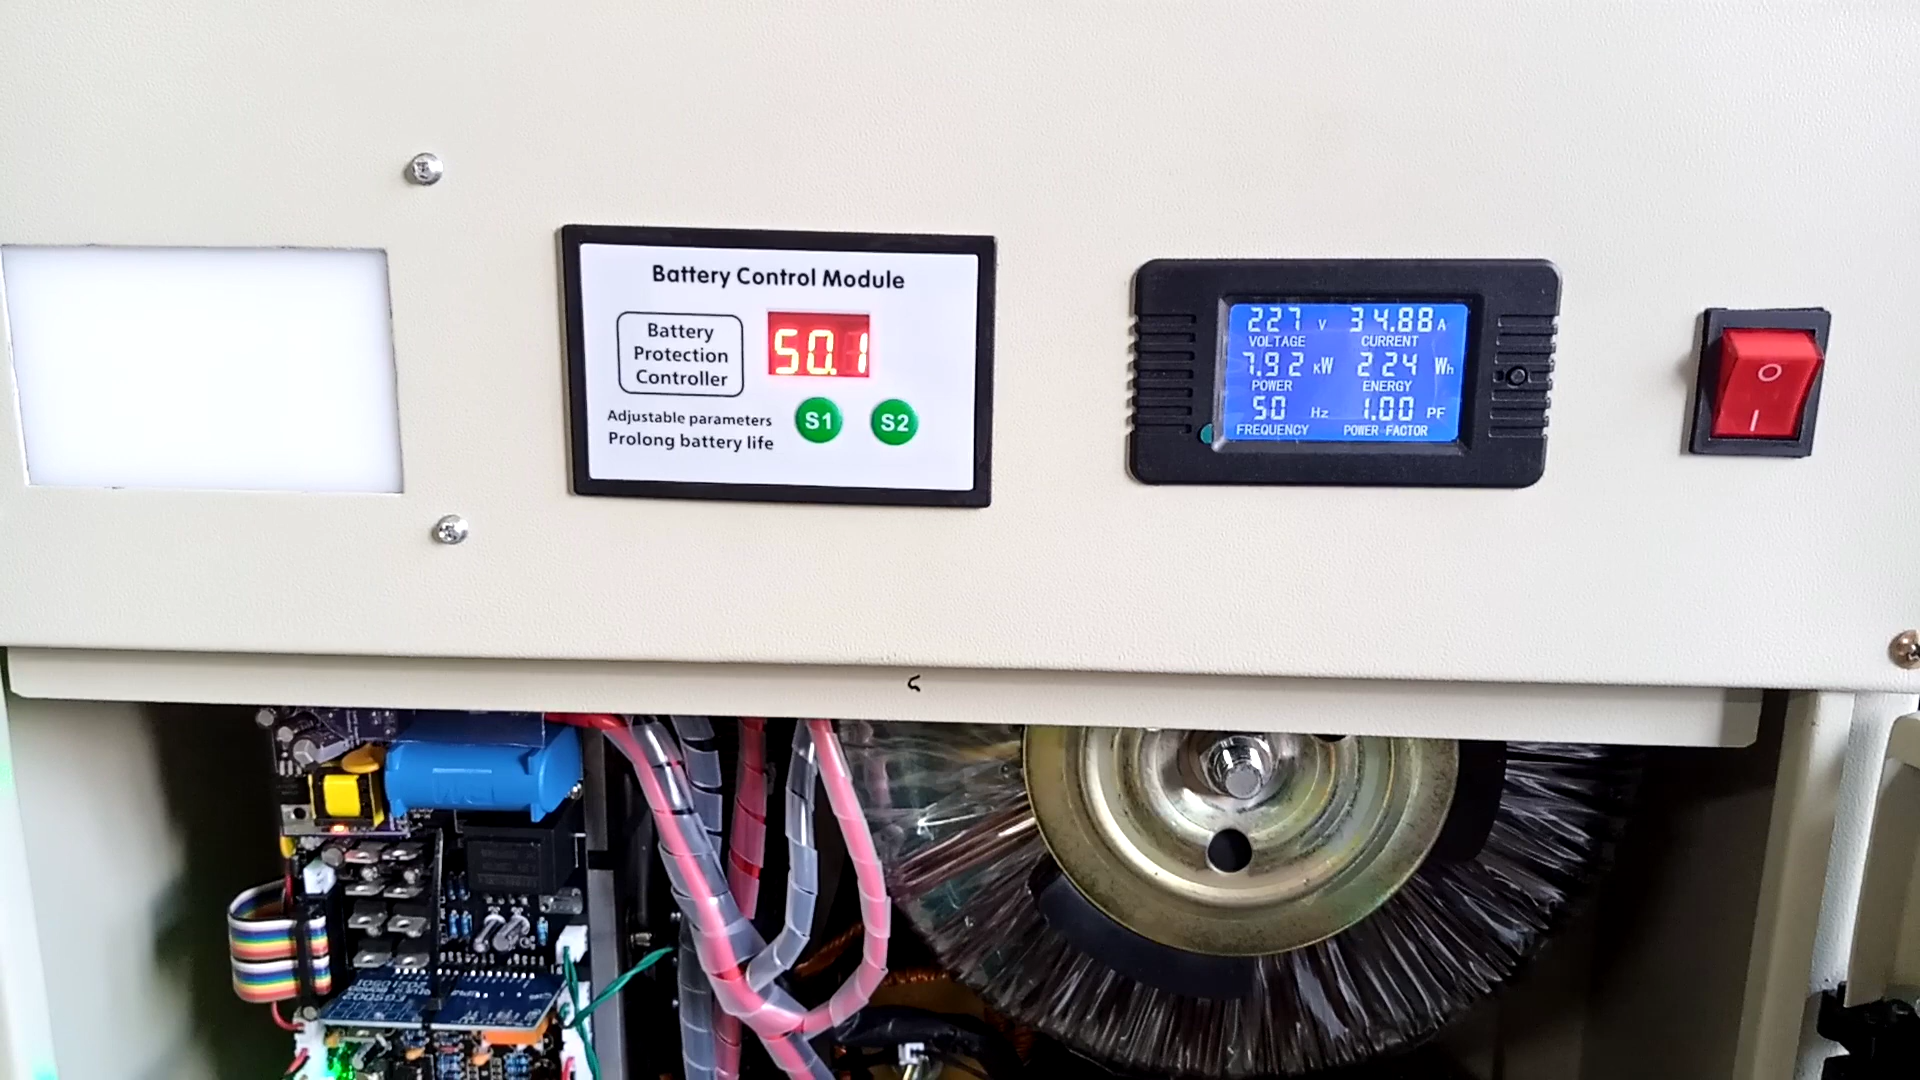 Battery Control Module
Battery
Protection
Controller
50.1
Adjustable parameters
Prolong battery life
S1
S2
227 V 34.88 A
VOLTAGE CURRENT
7.92 kW 224 Wh
POWER ENERGY
50 Hz 1.00 PF
FREQUENCY POWER FACTOR
EGS002